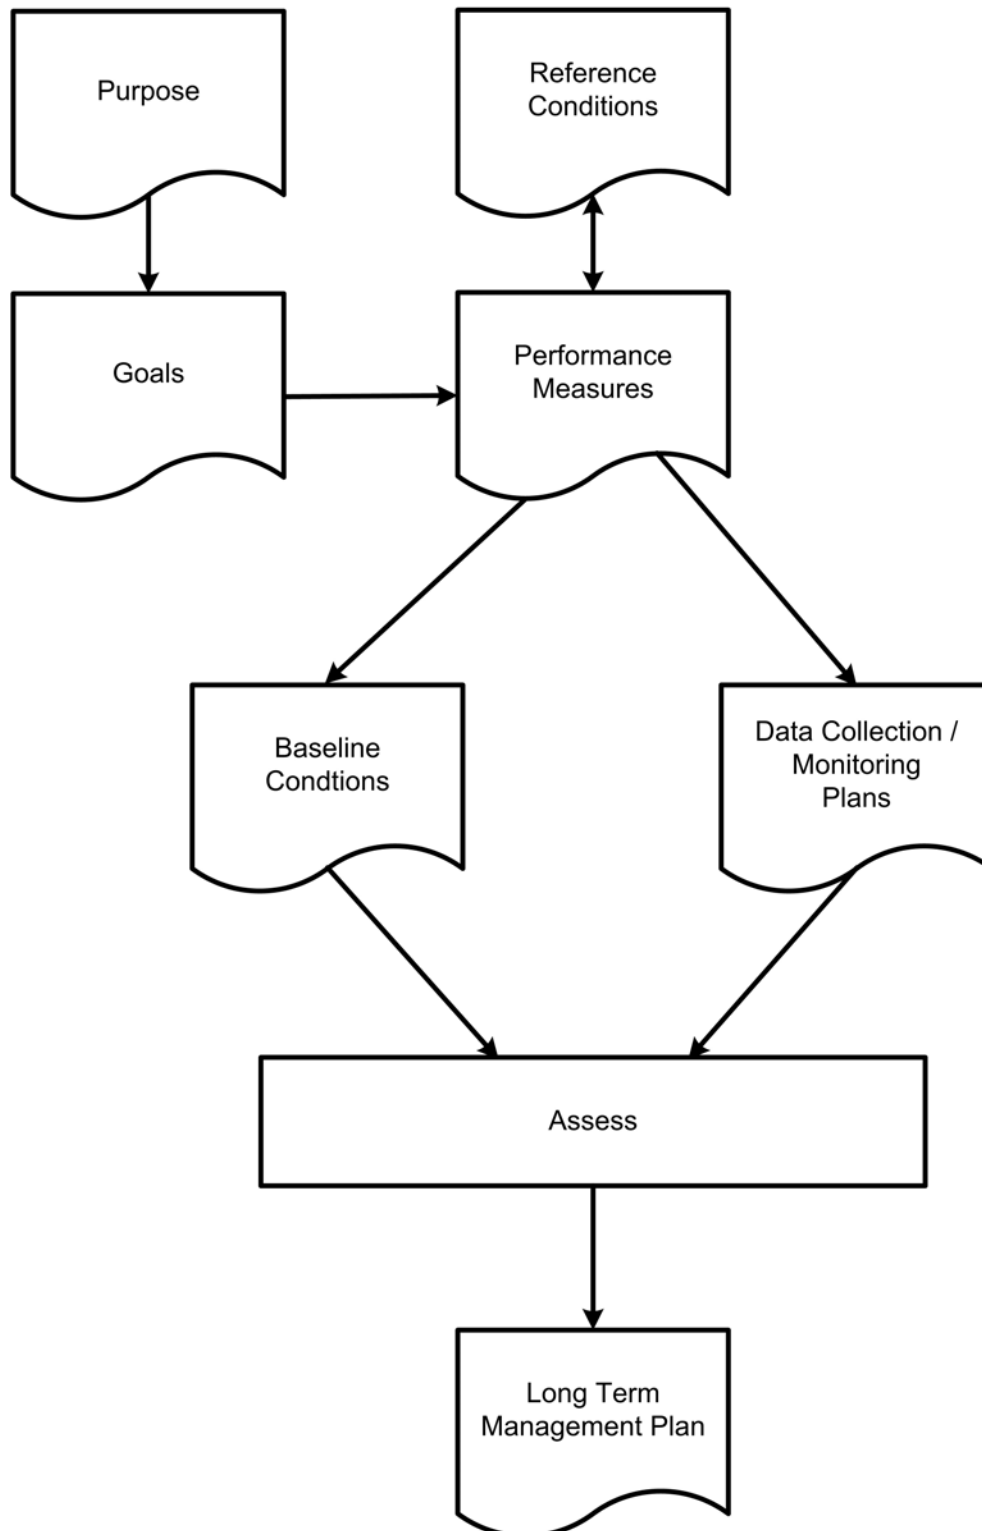 Purpose
Reference
Conditions
Goals
Performance
Measures
Baseline
Condtions
Data Collection /
Monitoring
Plans
Assess
Long Term
Management Plan